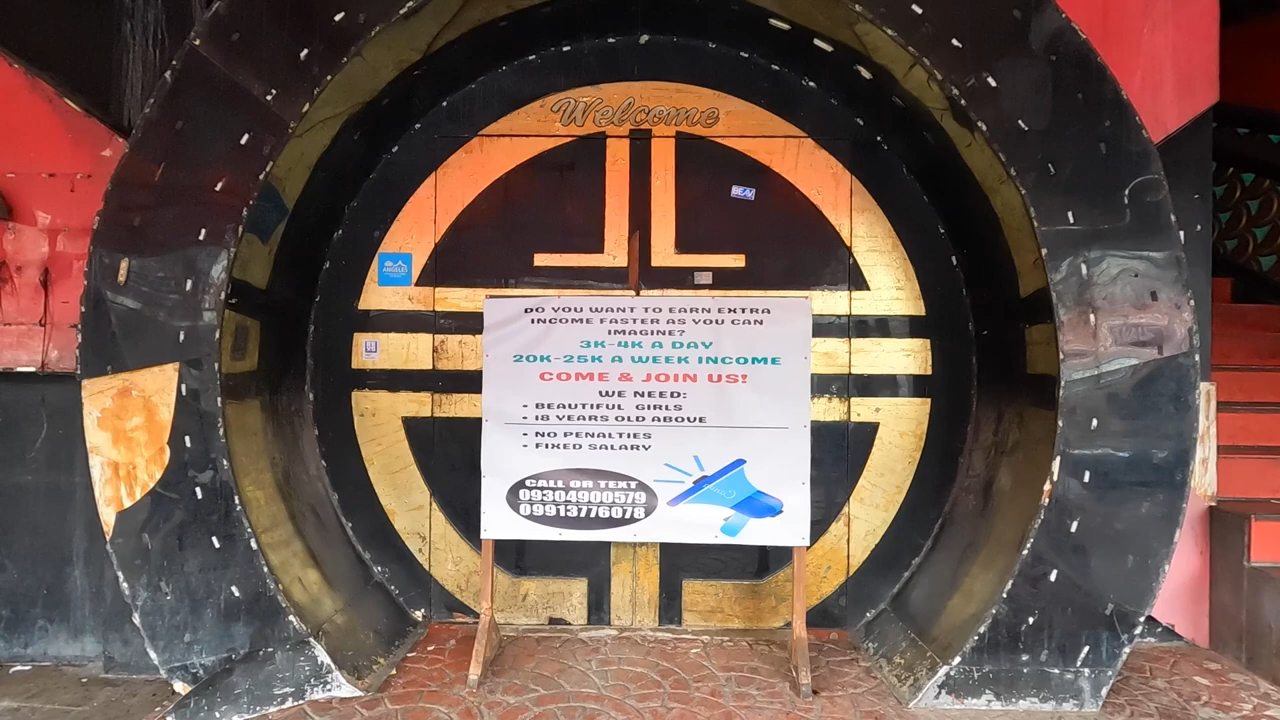 Welcome
BEAV
ANGELES
DO YOU WANT TO EARN EXTRA
INCOME FASTER AS YOU CAN
IMAGINE?
3K-4K A DAY
20K-25K A WEEK INCOME
COME & JOIN US!
WE NEED:
• BEAUTIFUL GIRLS
• 18 YEARS OLD ABOVE
• NO PENALTIES
• FIXED SALARY
CALL OR TEXT
09304900579
09913776078